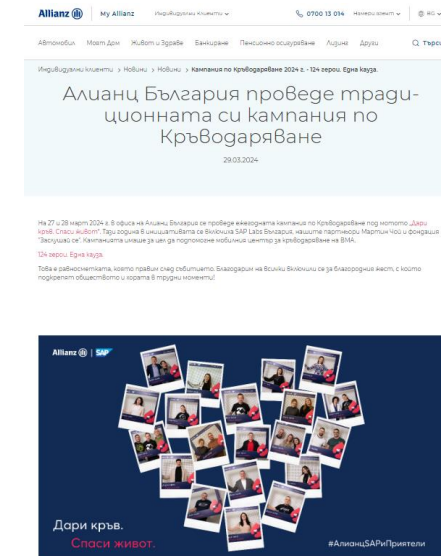 Allianz
My Allianz
Индивидуални клиенти
0700 13 014
Намери агент
BG
Автомобил
Моят Дом
Живот и Здраве
Банкиране
Пенсионно осигуряване
Лизинг
Други
Търси
Индивидуални клиенти > Новини > Новини > Кампания по Кръводаряване 2024 г. - 124 герои. Една кауза.
Алианц България проведе тради-
ционната си кампания по
Кръводаряване
29.03.2024
На 27 и 28 март 2024 г. в офиса на Алианц България се проведе ежегодната кампания по Кръводаряване под мотото „Дари
кръв. Спаси живот“. Тази година в инициативата се включиха SAP Labs България, нашите партньори Мартин Чой и фондация
"Заслушай се". Кампанията имаше за цел да подпомогне мобилния център за кръводаряване на ВМА.
124 герои. Една кауза.
Това е равносметката, която правим след събитието. Благодарим на всички включили се за благородния жест, с който
подкрепят обществото и хората в трудни моменти!
Allianz | SAP
Дари кръв.
Спаси живот.
#АлианцSAPиПриятели